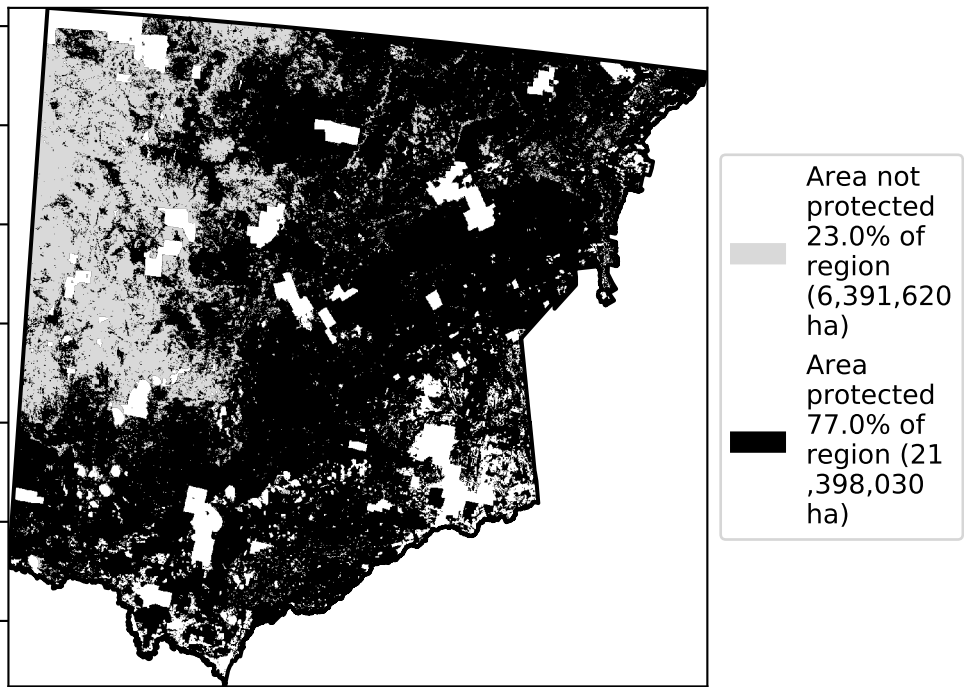 Area not
protected
23.0% of
region
(6,391,620
ha)
Area
protected
77.0% of
region (21
,398,030
ha)